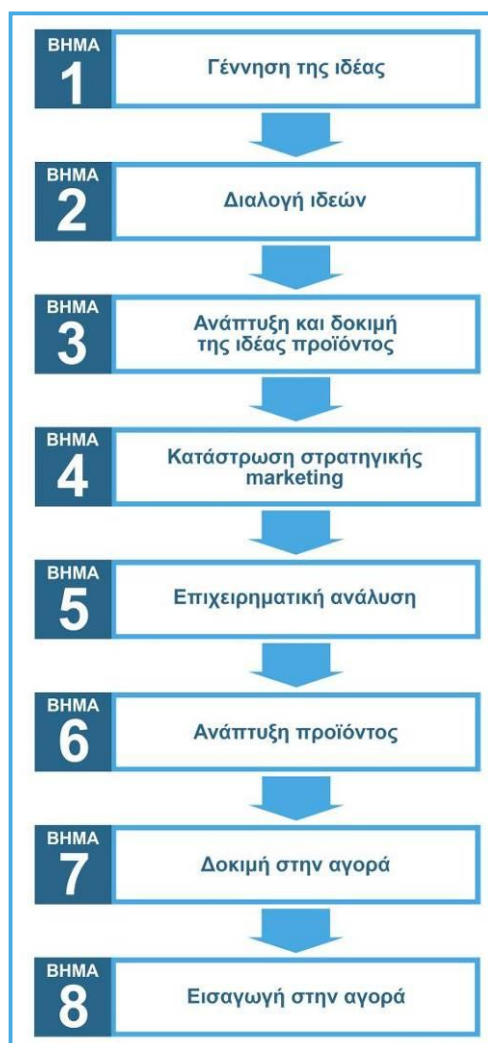 ΒΗΜΑ
1
Γέννηση της ιδέας
ΒΗΜΑ
2
Διαλογή ιδεών
ΒΗΜΑ
3
Ανάπτυξη και δοκιμή
της ιδέας προϊόντος
ΒΗΜΑ
4
Κατάστρωση στρατηγικής
marketing
ΒΗΜΑ
5
Επιχειρηματική ανάλυση
ΒΗΜΑ
6
Ανάπτυξη προϊόντος
ΒΗΜΑ
7
Δοκιμή στην αγορά
ΒΗΜΑ
8
Εισαγωγή στην αγορά